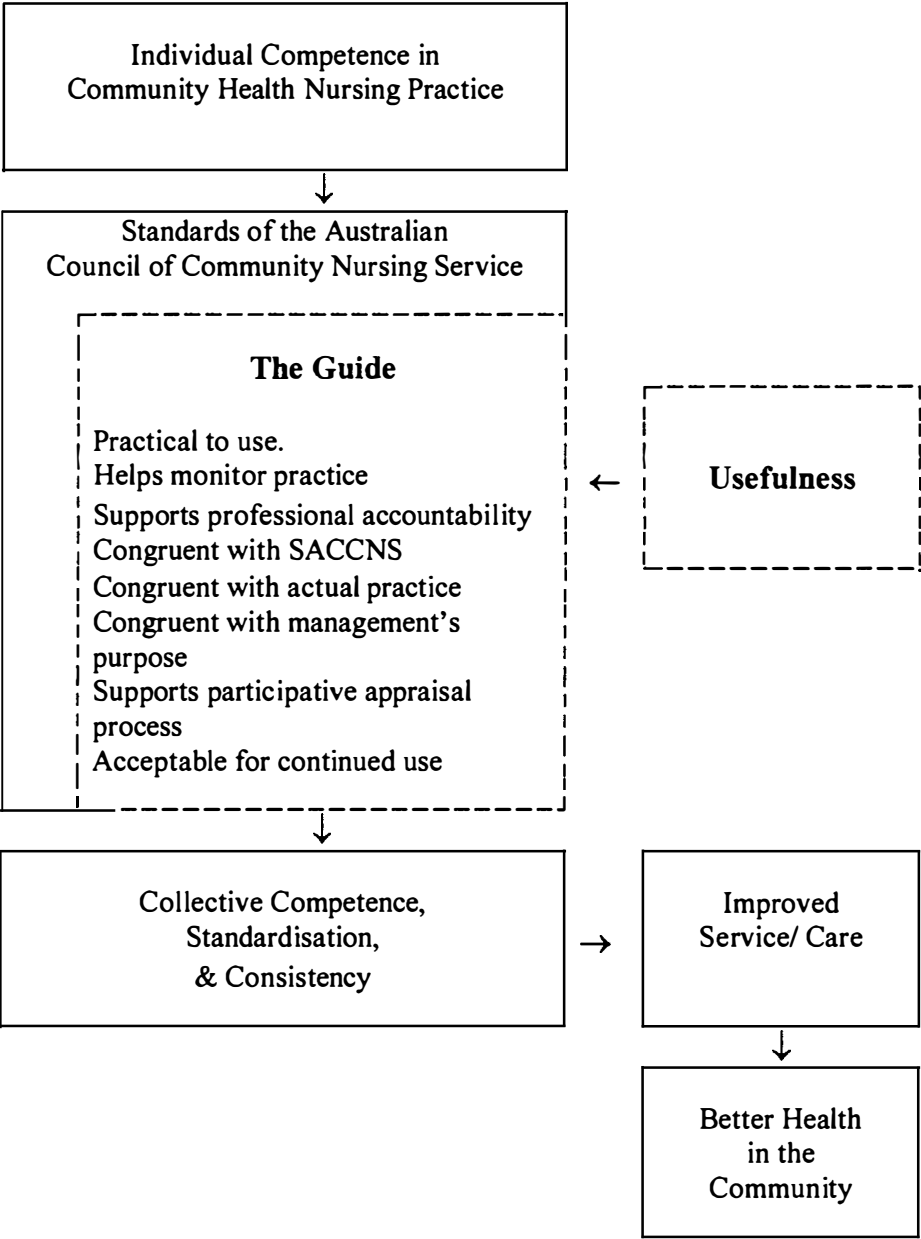 Individual Competence in
Community Health Nursing Practice
↓
Standards of the Australian
Council of Community Nursing Service
The Guide
Practical to use.
Helps monitor practice
Supports professional accountability
Congruent with SACCNS
Congruent with actual practice
Congruent with management's
purpose
Supports participative appraisal
process
Acceptable for continued use
←
Usefulness
↓
Collective Competence,
Standardisation,
& Consistency
→
Improved
Service/ Care
↓
Better Health
in the
Community